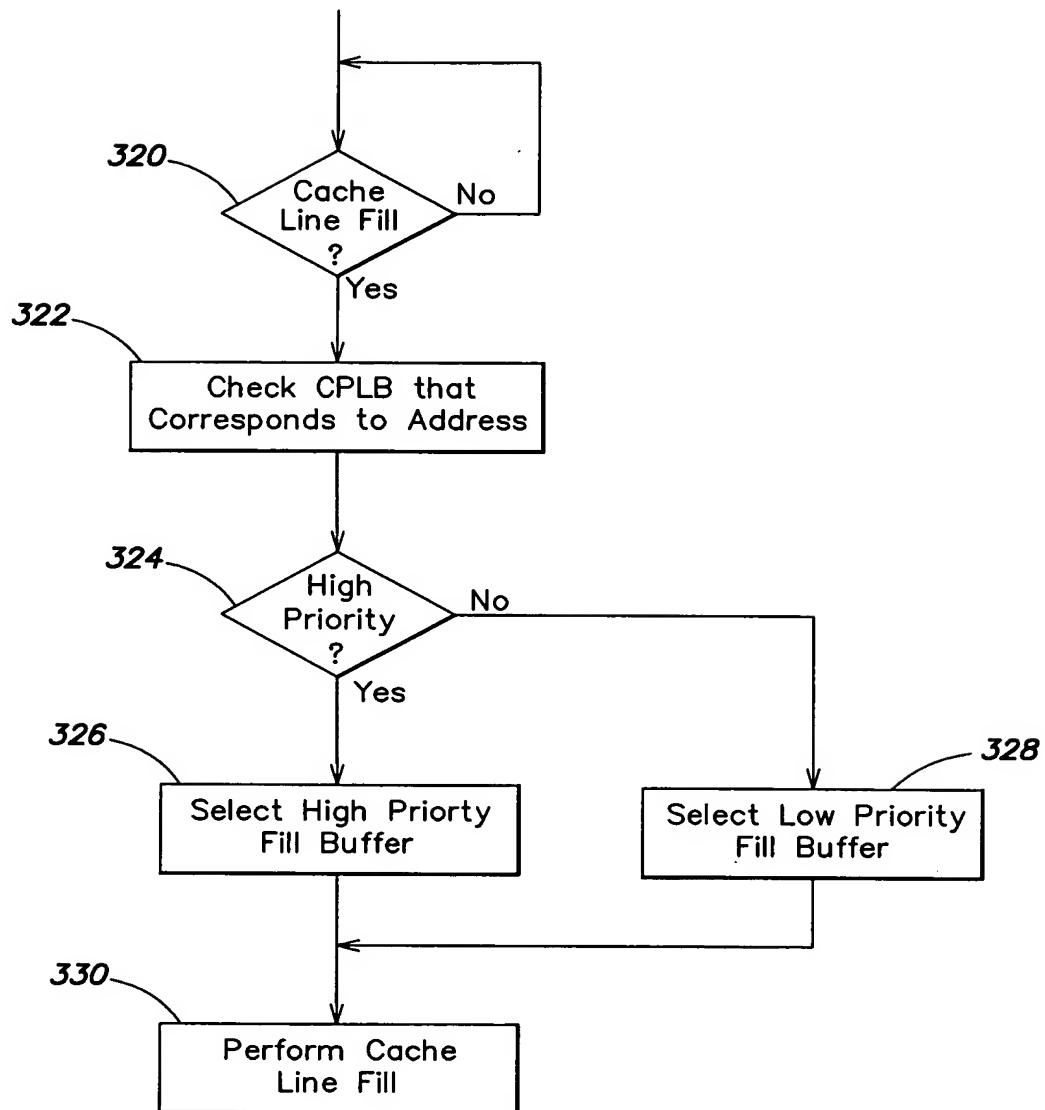 320
Cache
Line Fill
?
No
Yes
322
Check CPLB that
Corresponds to Address
324
High
Priority
?
No
Yes
326
Select High Priorty
Fill Buffer
328
Select Low Priority
Fill Buffer
330
Perform Cache
Line Fill